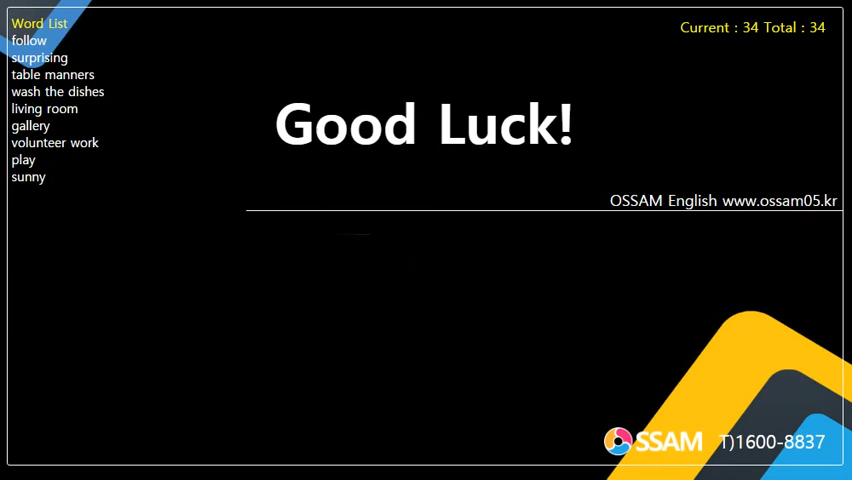 Word List
follow
surprising
table manners
wash the dishes
living room
gallery
volunteer work
play
sunny
Current : 34 Total : 34
Good Luck!
OSSAM English www.ossam05.kr
OSSAM T)1600-8837